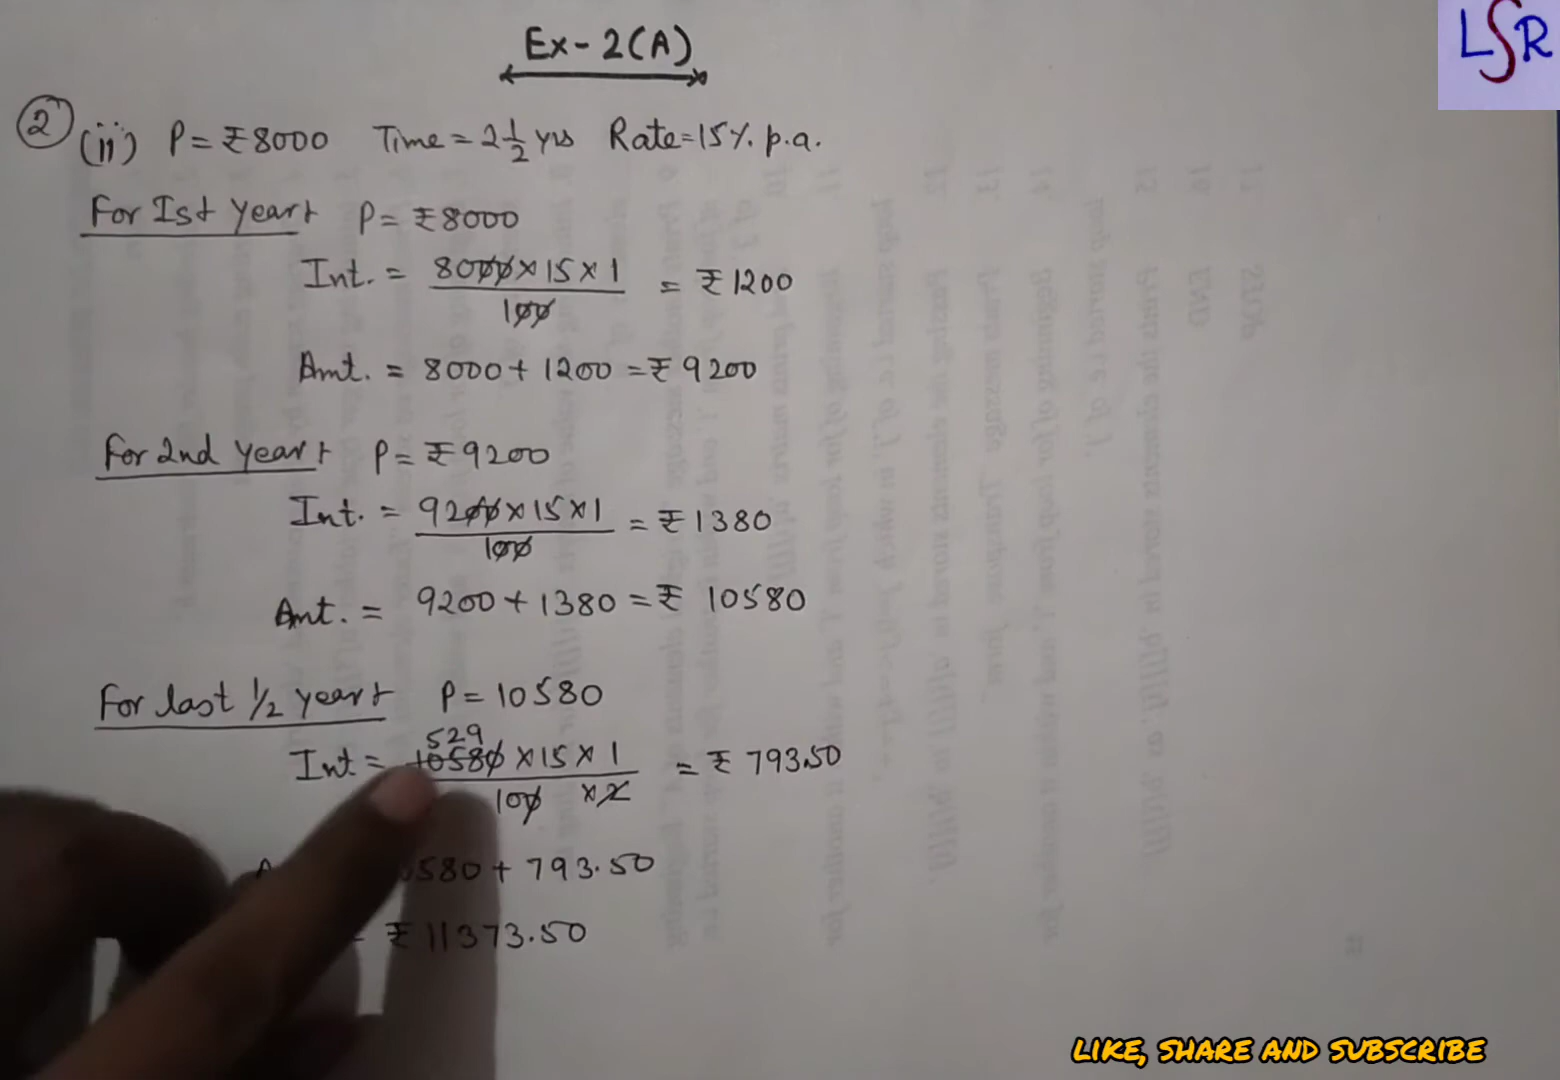 LSR
Ex-2(A)
② (ii) P=₹8000 Time=2½ yrs Rate=15% p.a.
For Ist year P=₹8000
Int. = 8000×15×1 = ₹1200
100
Amt. = 8000+1200=₹9200
For 2nd year P=₹9200
Int. = 9200×15×1 = ₹1380
100
Amt. = 9200+1380=₹ 10580
For last 1/2 year P=10580
529
Int = 10580×15×1 = ₹ 793.50
100 ×2
580+793.50
= ₹11373.50
LIKE, SHARE AND SUBSCRIBE